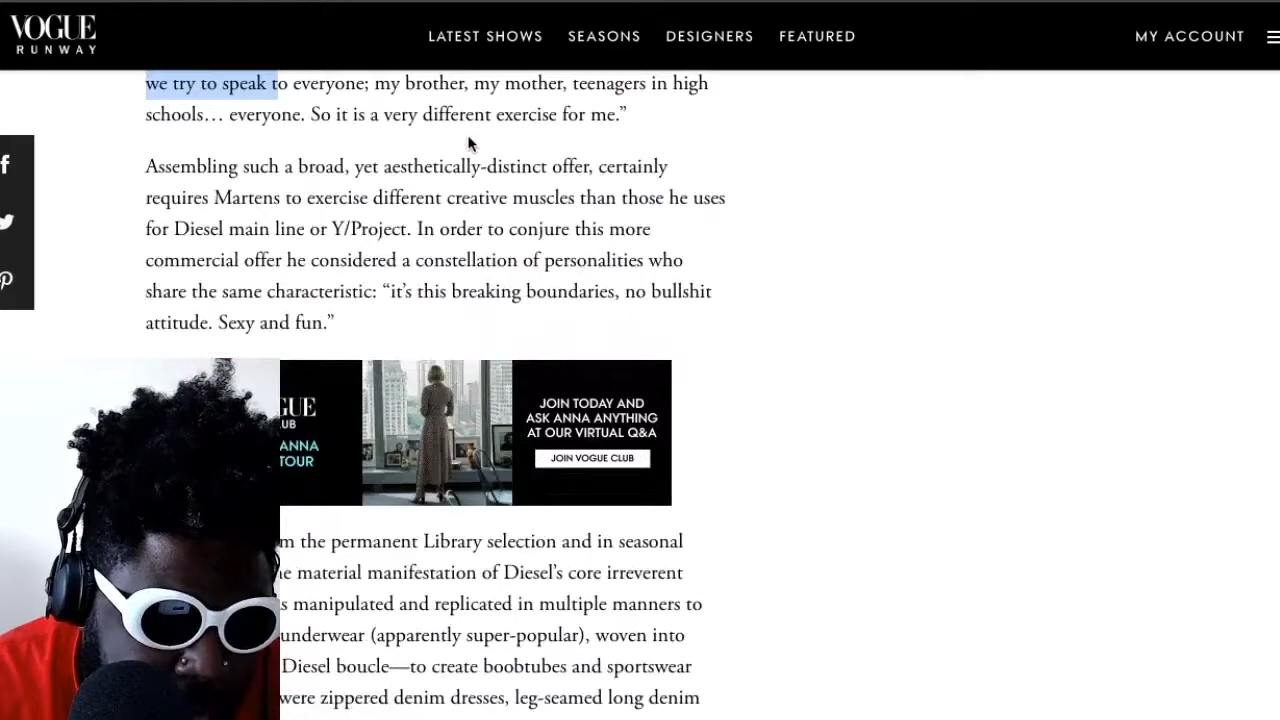 VOGUE
RUNWAY
LATEST SHOWS SEASONS DESIGNERS FEATURED MY ACCOUNT
we try to speak to everyone; my brother, my mother, teenagers in high
schools… everyone. So it is a very different exercise for me.”
Assembling such a broad, yet aesthetically-distinct offer, certainly
requires Martens to exercise different creative muscles than those he uses
for Diesel main line or Y/Project. In order to conjure this more
commercial offer he considered a constellation of personalities who
share the same characteristic: “it’s this breaking boundaries, no bullshit
attitude. Sexy and fun.”
ANNA
TOUR
JOIN TODAY AND
ASK ANNA ANYTHING
AT OUR VIRTUAL Q&A
JOIN VOGUE CLUB
the permanent Library selection and in seasonal
material manifestation of Diesel’s core irreverent
manipulated and replicated in multiple manners to
underwear (apparently super-popular), woven into
Diesel boucle—to create boobtubes and sportswear
were zippered denim dresses, leg-seamed long denim